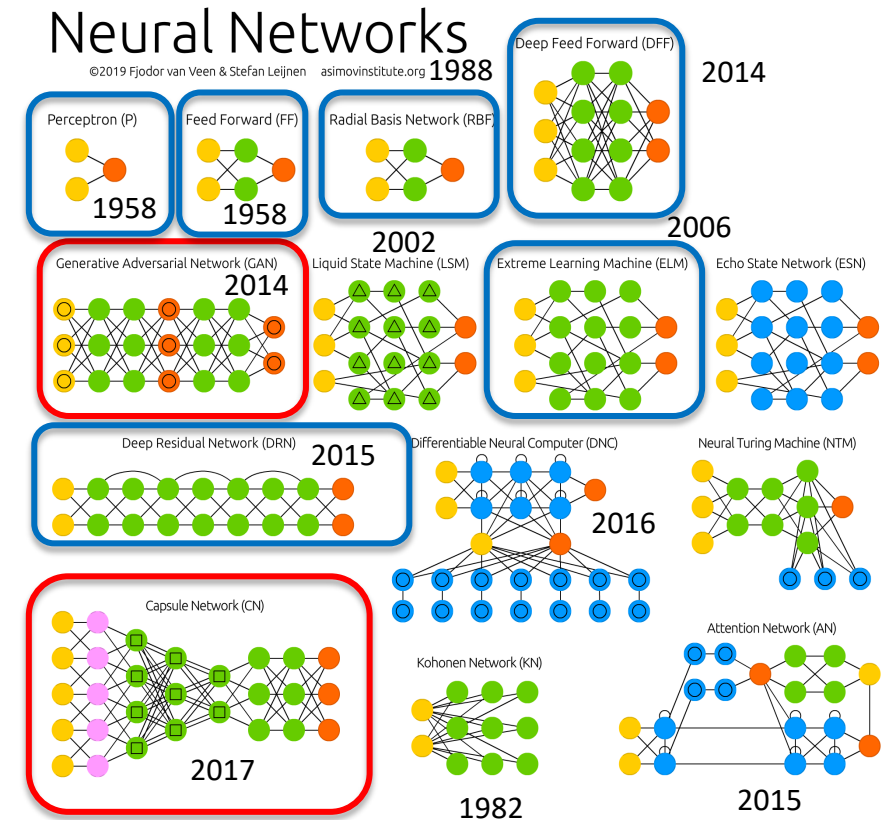 Neural Networks
©2019 Fjodor van Veen & Stefan Leijnen asimovinstitute.org 1988
Deep Feed Forward (DFF)
2014
Perceptron (P)
1958
Feed Forward (FF)
1958
Radial Basis Network (RBF)
2002
2006
Generative Adversarial Network (GAN)
2014
Liquid State Machine (LSM)
Extreme Learning Machine (ELM)
Echo State Network (ESN)
Deep Residual Network (DRN)
2015
Differentiable Neural Computer (DNC)
2016
Neural Turing Machine (NTM)
Capsule Network (CN)
2017
Kohonen Network (KN)
1982
Attention Network (AN)
2015